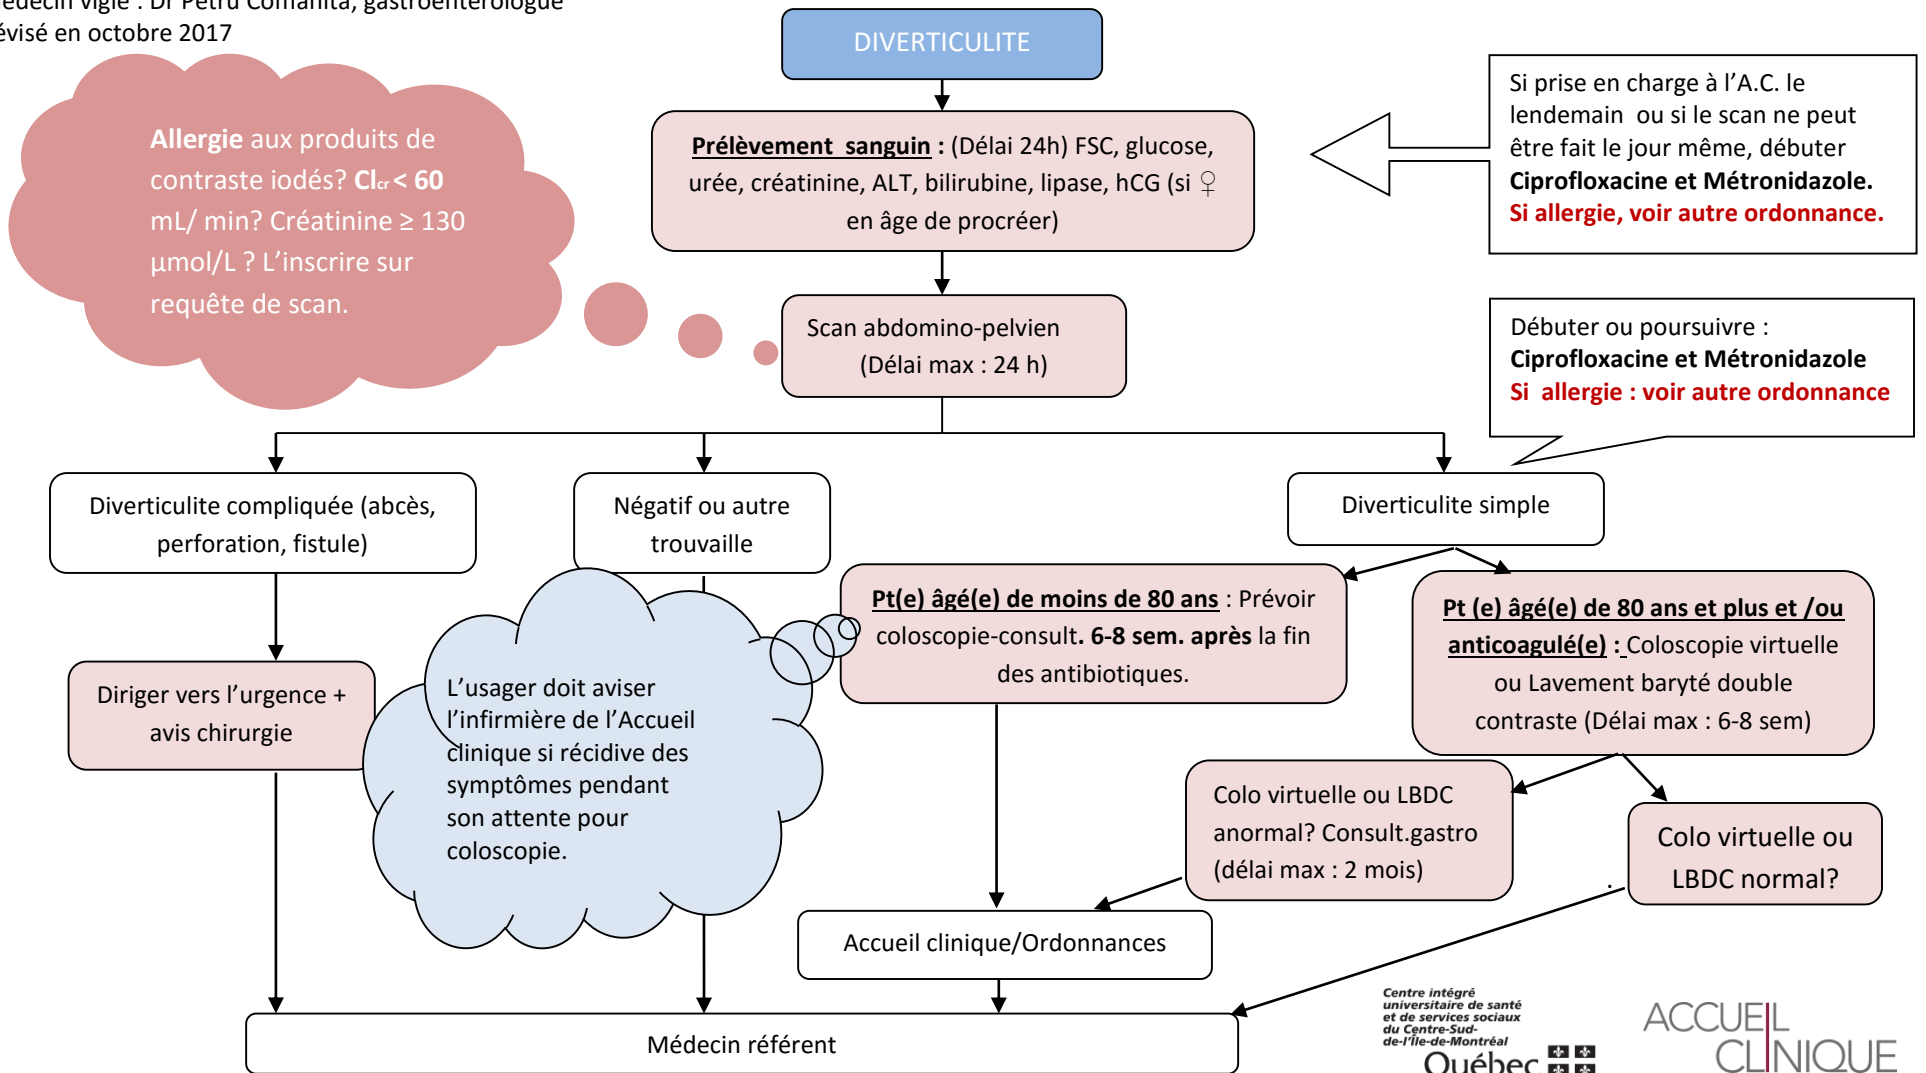 Médecin vigie : Dr Petru Comanita, gastroentérologue
Révisé en octobre 2017
DIVERTICULITE
Allergie aux produits de
contraste iodés? Clcr < 60
mL/ min? Créatinine ≥ 130
µmol/L ? L’inscrire sur
requête de scan.
Prélèvement sanguin : (Délai 24h) FSC, glucose,
urée, créatinine, ALT, bilirubine, lipase, hCG (si ♀
en âge de procréer)
Si prise en charge à l’A.C. le
lendemain ou si le scan ne peut
être fait le jour même, débuter
Ciprofloxacine et Métronidazole.
Si allergie, voir autre ordonnance.
Scan abdomino-pelvien
(Délai max : 24 h)
Débuter ou poursuivre :
Ciprofloxacine et Métronidazole
Si allergie : voir autre ordonnance
Diverticulite compliquée (abcès,
perforation, fistule)
Négatif ou autre
trouvaille
Diverticulite simple
Diriger vers l’urgence +
avis chirurgie
L’usager doit aviser
l’infirmière de l’Accueil
clinique si récidive des
symptômes pendant
son attente pour
coloscopie.
Pt(e) âgé(e) de moins de 80 ans : Prévoir
coloscopie-consult. 6-8 sem. après la fin
des antibiotiques.
Pt (e) âgé(e) de 80 ans et plus et /ou
anticoagulé(e) : Coloscopie virtuelle
ou Lavement baryté double
contraste (Délai max : 6-8 sem)
Colo virtuelle ou LBDC
anormal? Consult.gastro
(délai max : 2 mois)
.
Colo virtuelle ou
LBDC normal?
Accueil clinique/Ordonnances
Médecin référent
Centre intégré
universitaire de santé
et de services sociaux
du Centre-Sud-
de-l’Île-de-Montréal
Québec
ACCUEIL
CLINIQUE